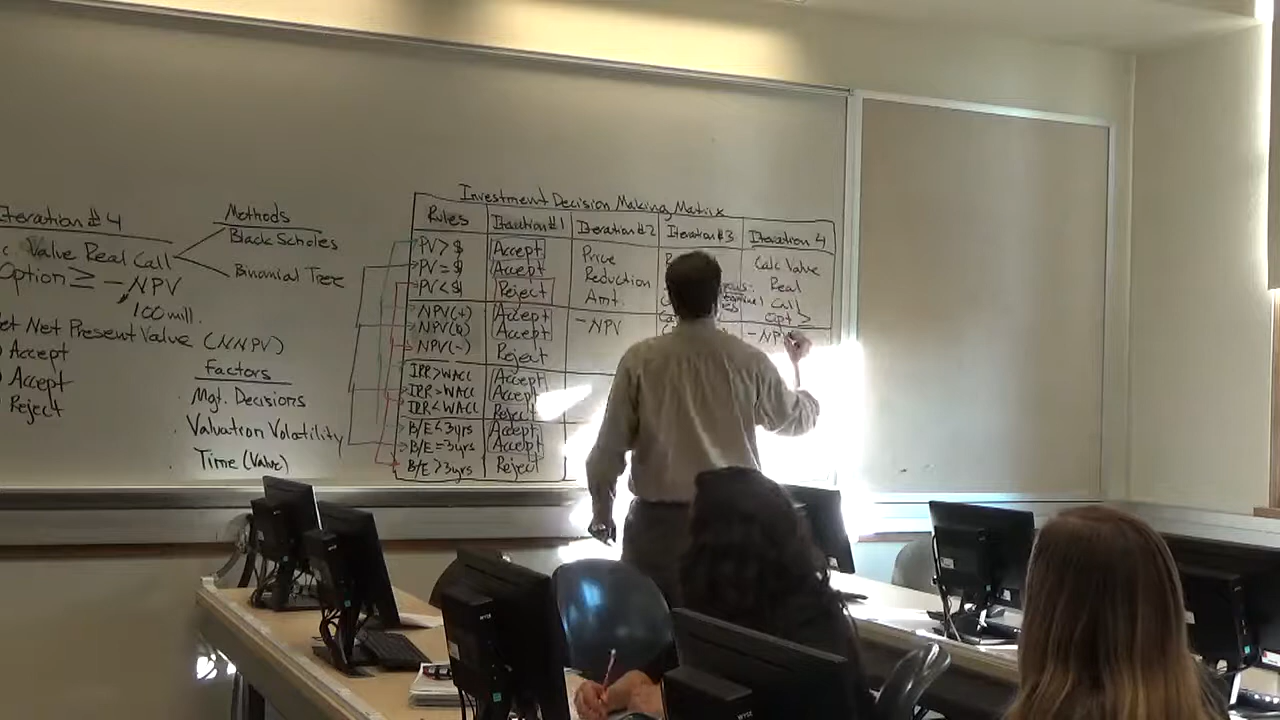 Iteration #4
Value Real Call
Option ≥ -NPV
100 mill.
Net Present Value (NNPV)
Accept
Accept
Reject
Methods
Black Scholes
Binomial Tree
Factors
Mgt. Decisions
Valuation Volatility
Time (Value)
Investment Decision Making Matrix
Rules Iteration #1 Iteration #2 Iteration #3 Iteration 4
PV > $ Accept
PV = $ Accept
PV < $ Reject
NPV(+) Accept
NPV(0) Accept
NPV(-) Reject
IRR>WACC Accept
IRR=WACC Accept
IRR<WACC Reject
B/E<3yrs Accept
B/E=3yrs Accept
B/E>3yrs Reject
Price
Reduction
Amt.
-NPV
Calc Value
Real
Call
Opt ≥
-NPV